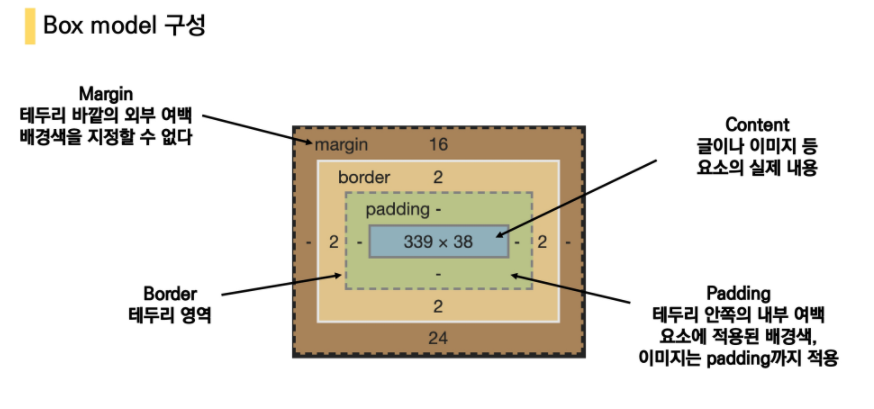 Box model 구성
Margin
테두리 바깥의 외부 여백
배경색을 지정할 수 없다
Content
글이나 이미지 등
요소의 실제 내용
margin 16
border 2
padding -
- 2 - 339 × 38 - 2 -
-
2
24
Border
테두리 영역
Padding
테두리 안쪽의 내부 여백
요소에 적용된 배경색,
이미지는 padding까지 적용